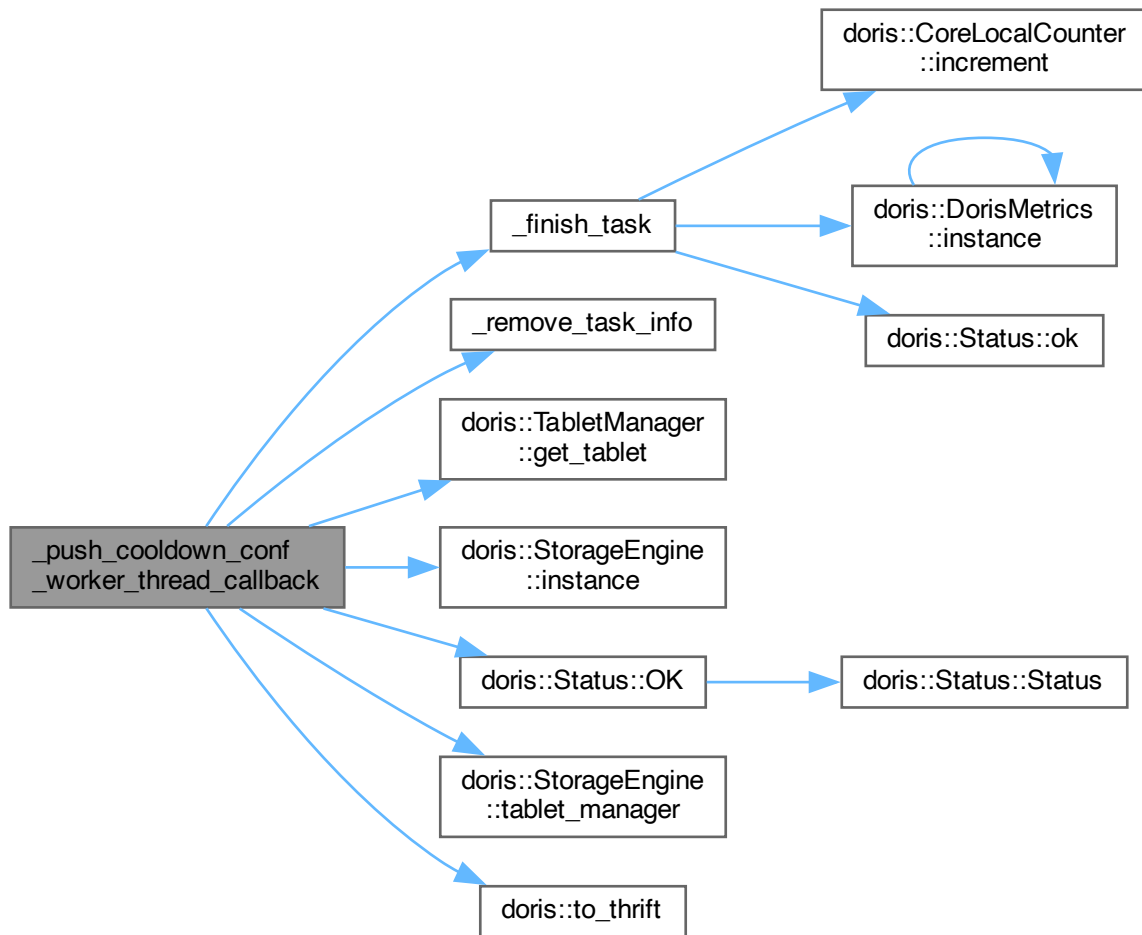 doris::CoreLocalCounter
::increment
_finish_task
doris::DorisMetrics
::instance
_remove_task_info
doris::Status::ok
doris::TabletManager
::get_tablet
_push_cooldown_conf
_worker_thread_callback
doris::StorageEngine
::instance
doris::Status::OK
doris::Status::Status
doris::StorageEngine
::tablet_manager
doris::to_thrift